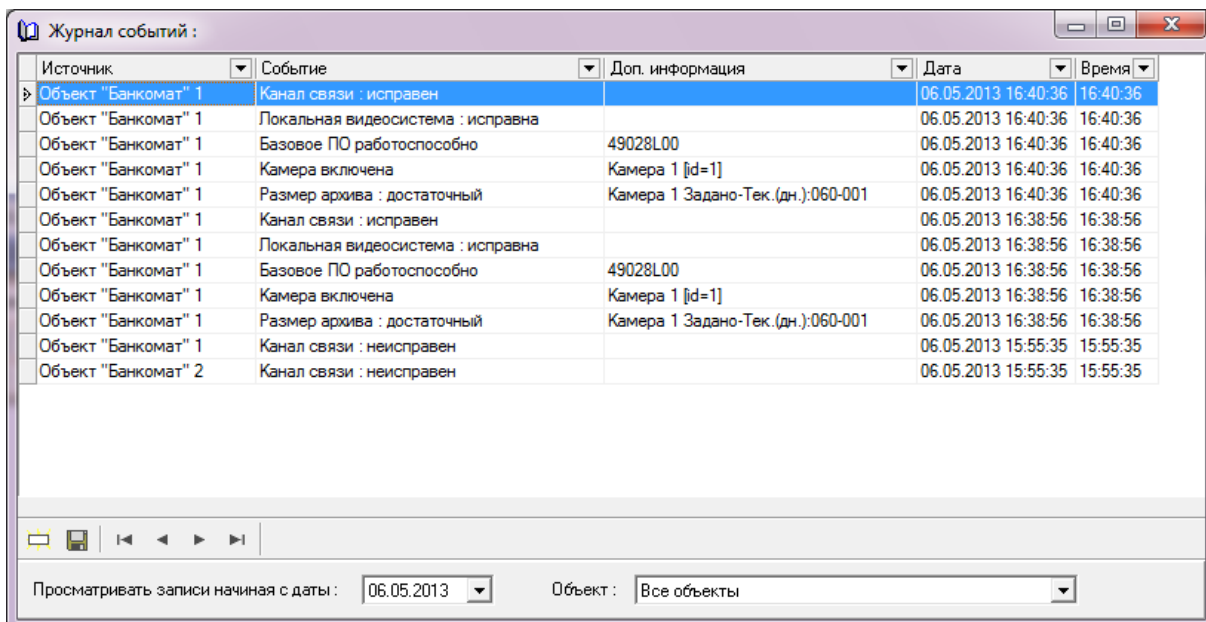 Журнал событий :
Источник Событие Доп. информация Дата Время
Объект "Банкомат" 1 Канал связи : исправен 06.05.2013 16:40:36 16:40:36
Объект "Банкомат" 1 Локальная видеосистема : исправна 06.05.2013 16:40:36 16:40:36
Объект "Банкомат" 1 Базовое ПО работоспособно 49028L00 06.05.2013 16:40:36 16:40:36
Объект "Банкомат" 1 Камера включена Камера 1 [id=1] 06.05.2013 16:40:36 16:40:36
Объект "Банкомат" 1 Размер архива : достаточный Камера 1 Задано-Тек.(дн.):060-001 06.05.2013 16:40:36 16:40:36
Объект "Банкомат" 1 Канал связи : исправен 06.05.2013 16:38:56 16:38:56
Объект "Банкомат" 1 Локальная видеосистема : исправна 06.05.2013 16:38:56 16:38:56
Объект "Банкомат" 1 Базовое ПО работоспособно 49028L00 06.05.2013 16:38:56 16:38:56
Объект "Банкомат" 1 Камера включена Камера 1 [id=1] 06.05.2013 16:38:56 16:38:56
Объект "Банкомат" 1 Размер архива : достаточный Камера 1 Задано-Тек.(дн.):060-001 06.05.2013 16:38:56 16:38:56
Объект "Банкомат" 1 Канал связи : неисправен 06.05.2013 15:55:35 15:55:35
Объект "Банкомат" 2 Канал связи : неисправен 06.05.2013 15:55:35 15:55:35
Просматривать записи начиная с даты : 06.05.2013 Объект : Все объекты